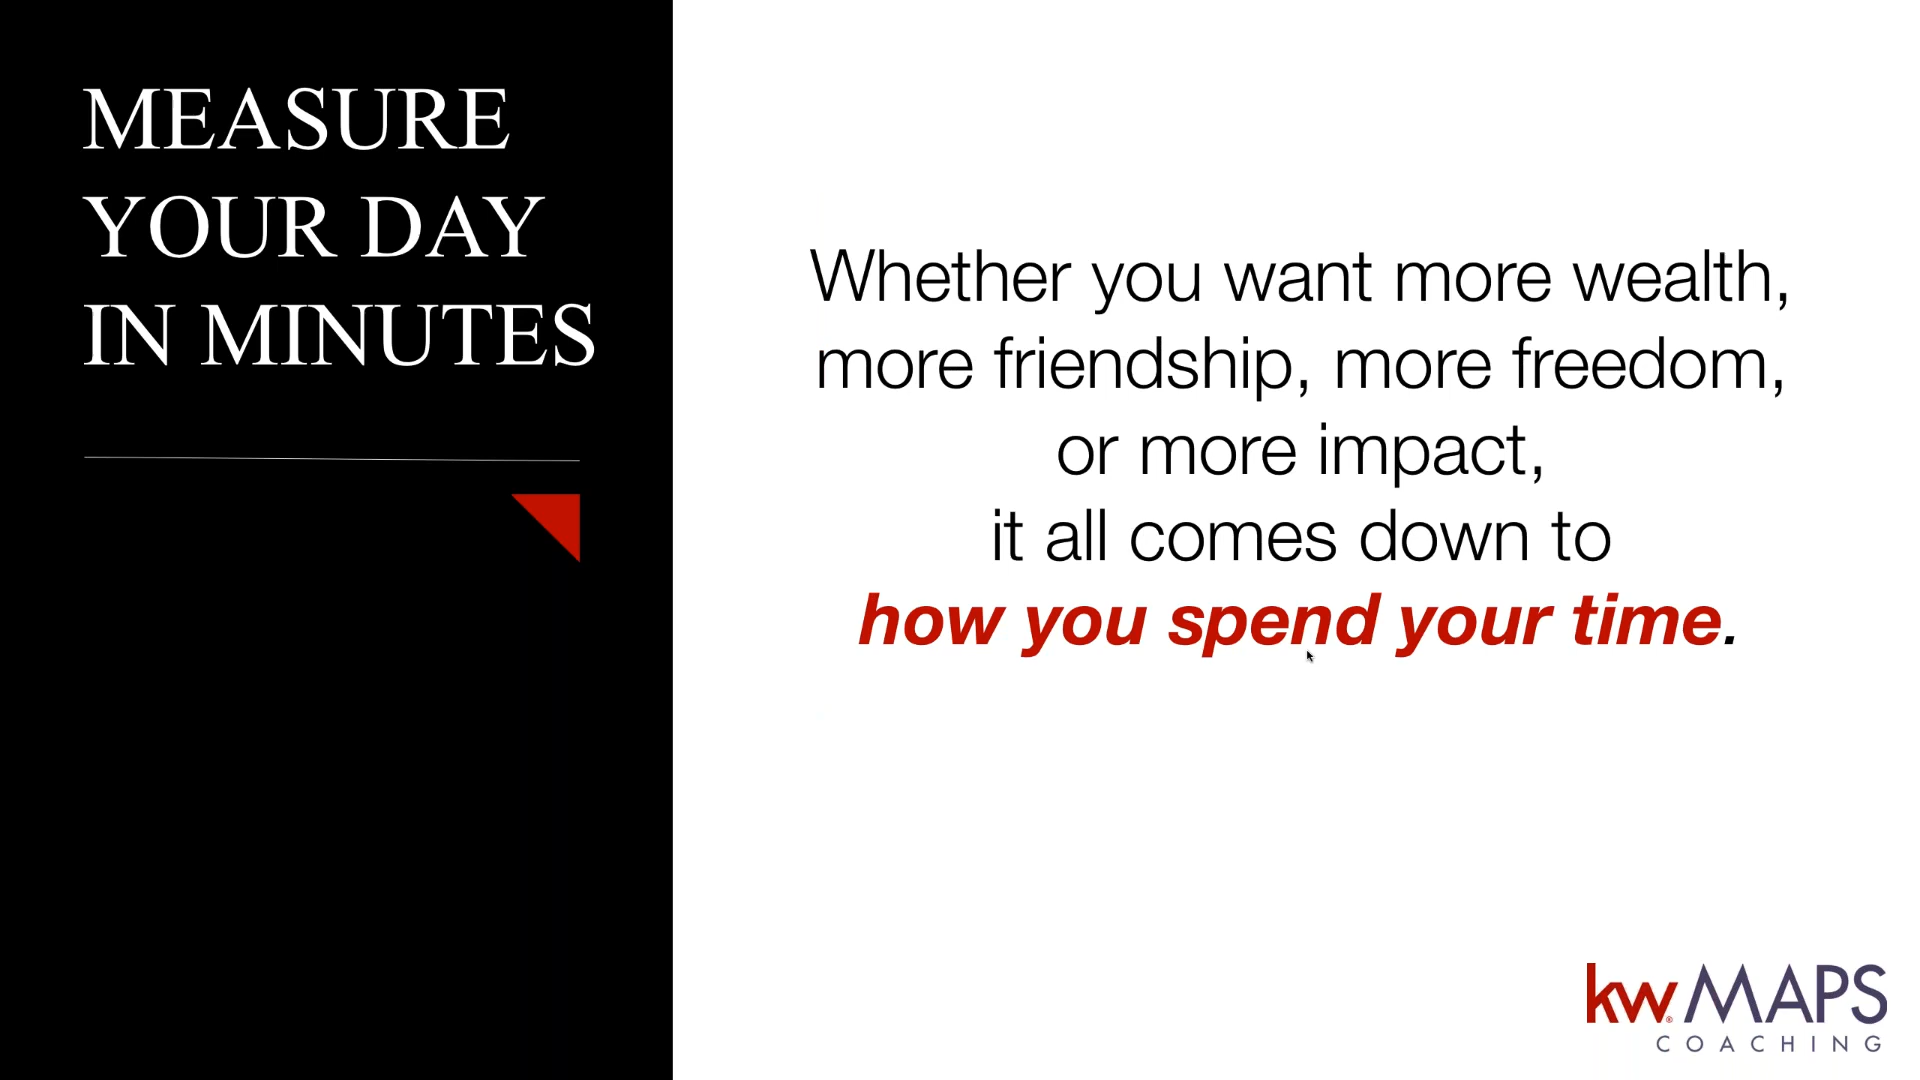 MEASURE
YOUR DAY
IN MINUTES
Whether you want more wealth,
more friendship, more freedom,
or more impact,
it all comes down to
how you spend your time.
kw® MAPS
COACHING